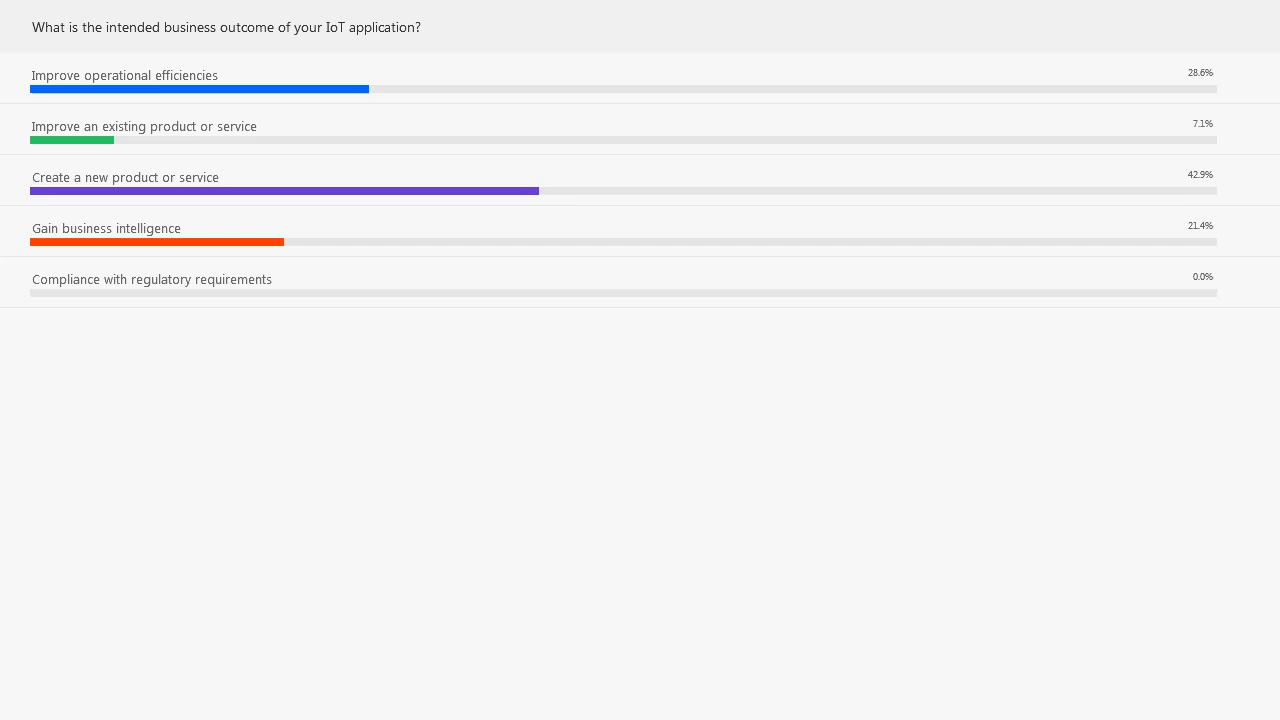 What is the intended business outcome of your IoT application?
Improve operational efficiencies 28.6%
Improve an existing product or service 7.1%
Create a new product or service 42.9%
Gain business intelligence 21.4%
Compliance with regulatory requirements 0.0%